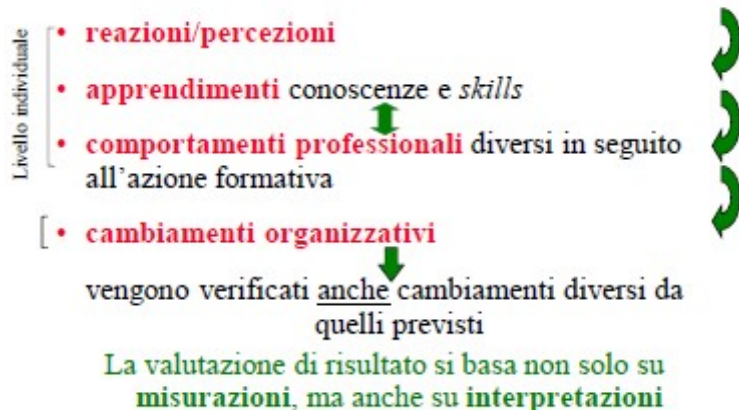 Livello individuale
• reazioni/percezioni
• apprendimenti conoscenze e skills
• comportamenti professionali diversi in seguito
all'azione formativa
• cambiamenti organizzativi
vengono verificati anche cambiamenti diversi da
quelli previsti
La valutazione di risultato si basa non solo su
misurazioni, ma anche su interpretazioni